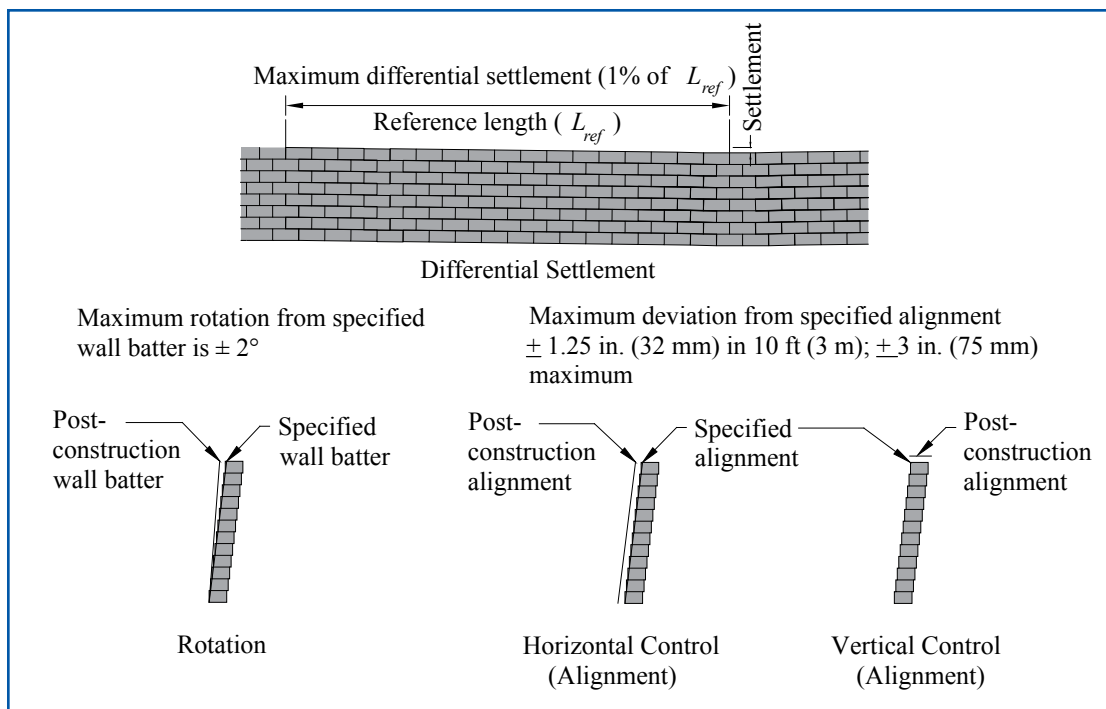 Maximum differential settlement (1% of L_ref)
Settlement
Reference length (L_ref)
Differential Settlement
Maximum rotation from specified
wall batter is ± 2°
Maximum deviation from specified alignment
± 1.25 in. (32 mm) in 10 ft (3 m); ± 3 in. (75 mm)
maximum
Post-
construction
wall batter
Specified
wall batter
Post-
construction
alignment
Specified
alignment
Post-
construction
alignment
Rotation
Horizontal Control
(Alignment)
Vertical Control
(Alignment)